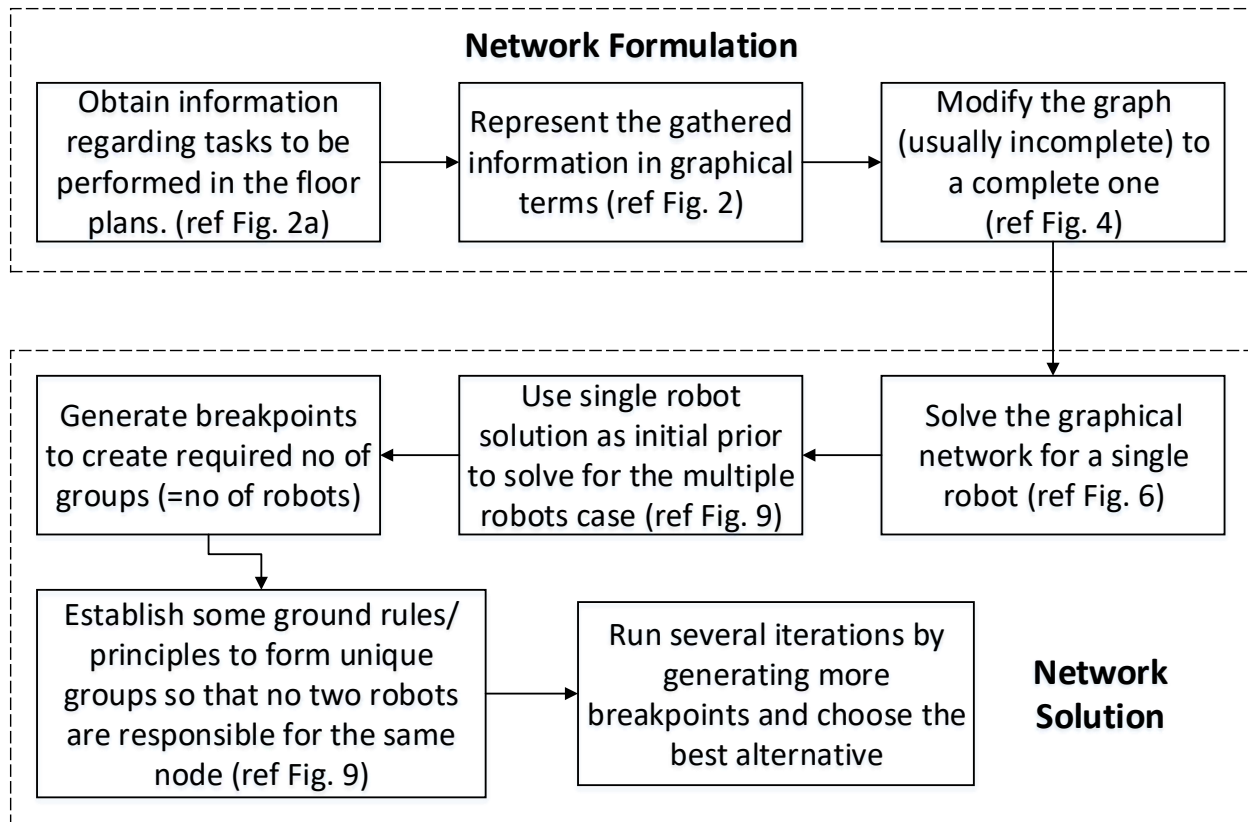 Network Formulation
Obtain information
regarding tasks to be
performed in the floor
plans. (ref Fig. 2a)
Represent the gathered
information in graphical
terms (ref Fig. 2)
Modify the graph
(usually incomplete) to
a complete one
(ref Fig. 4)
Solve the graphical
network for a single
robot (ref Fig. 6)
Use single robot
solution as initial prior
to solve for the multiple
robots case (ref Fig. 9)
Generate breakpoints
to create required no of
groups (=no of robots)
Establish some ground rules/
principles to form unique
groups so that no two robots
are responsible for the same
node (ref Fig. 9)
Run several iterations by
generating more
breakpoints and choose the
best alternative
Network
Solution